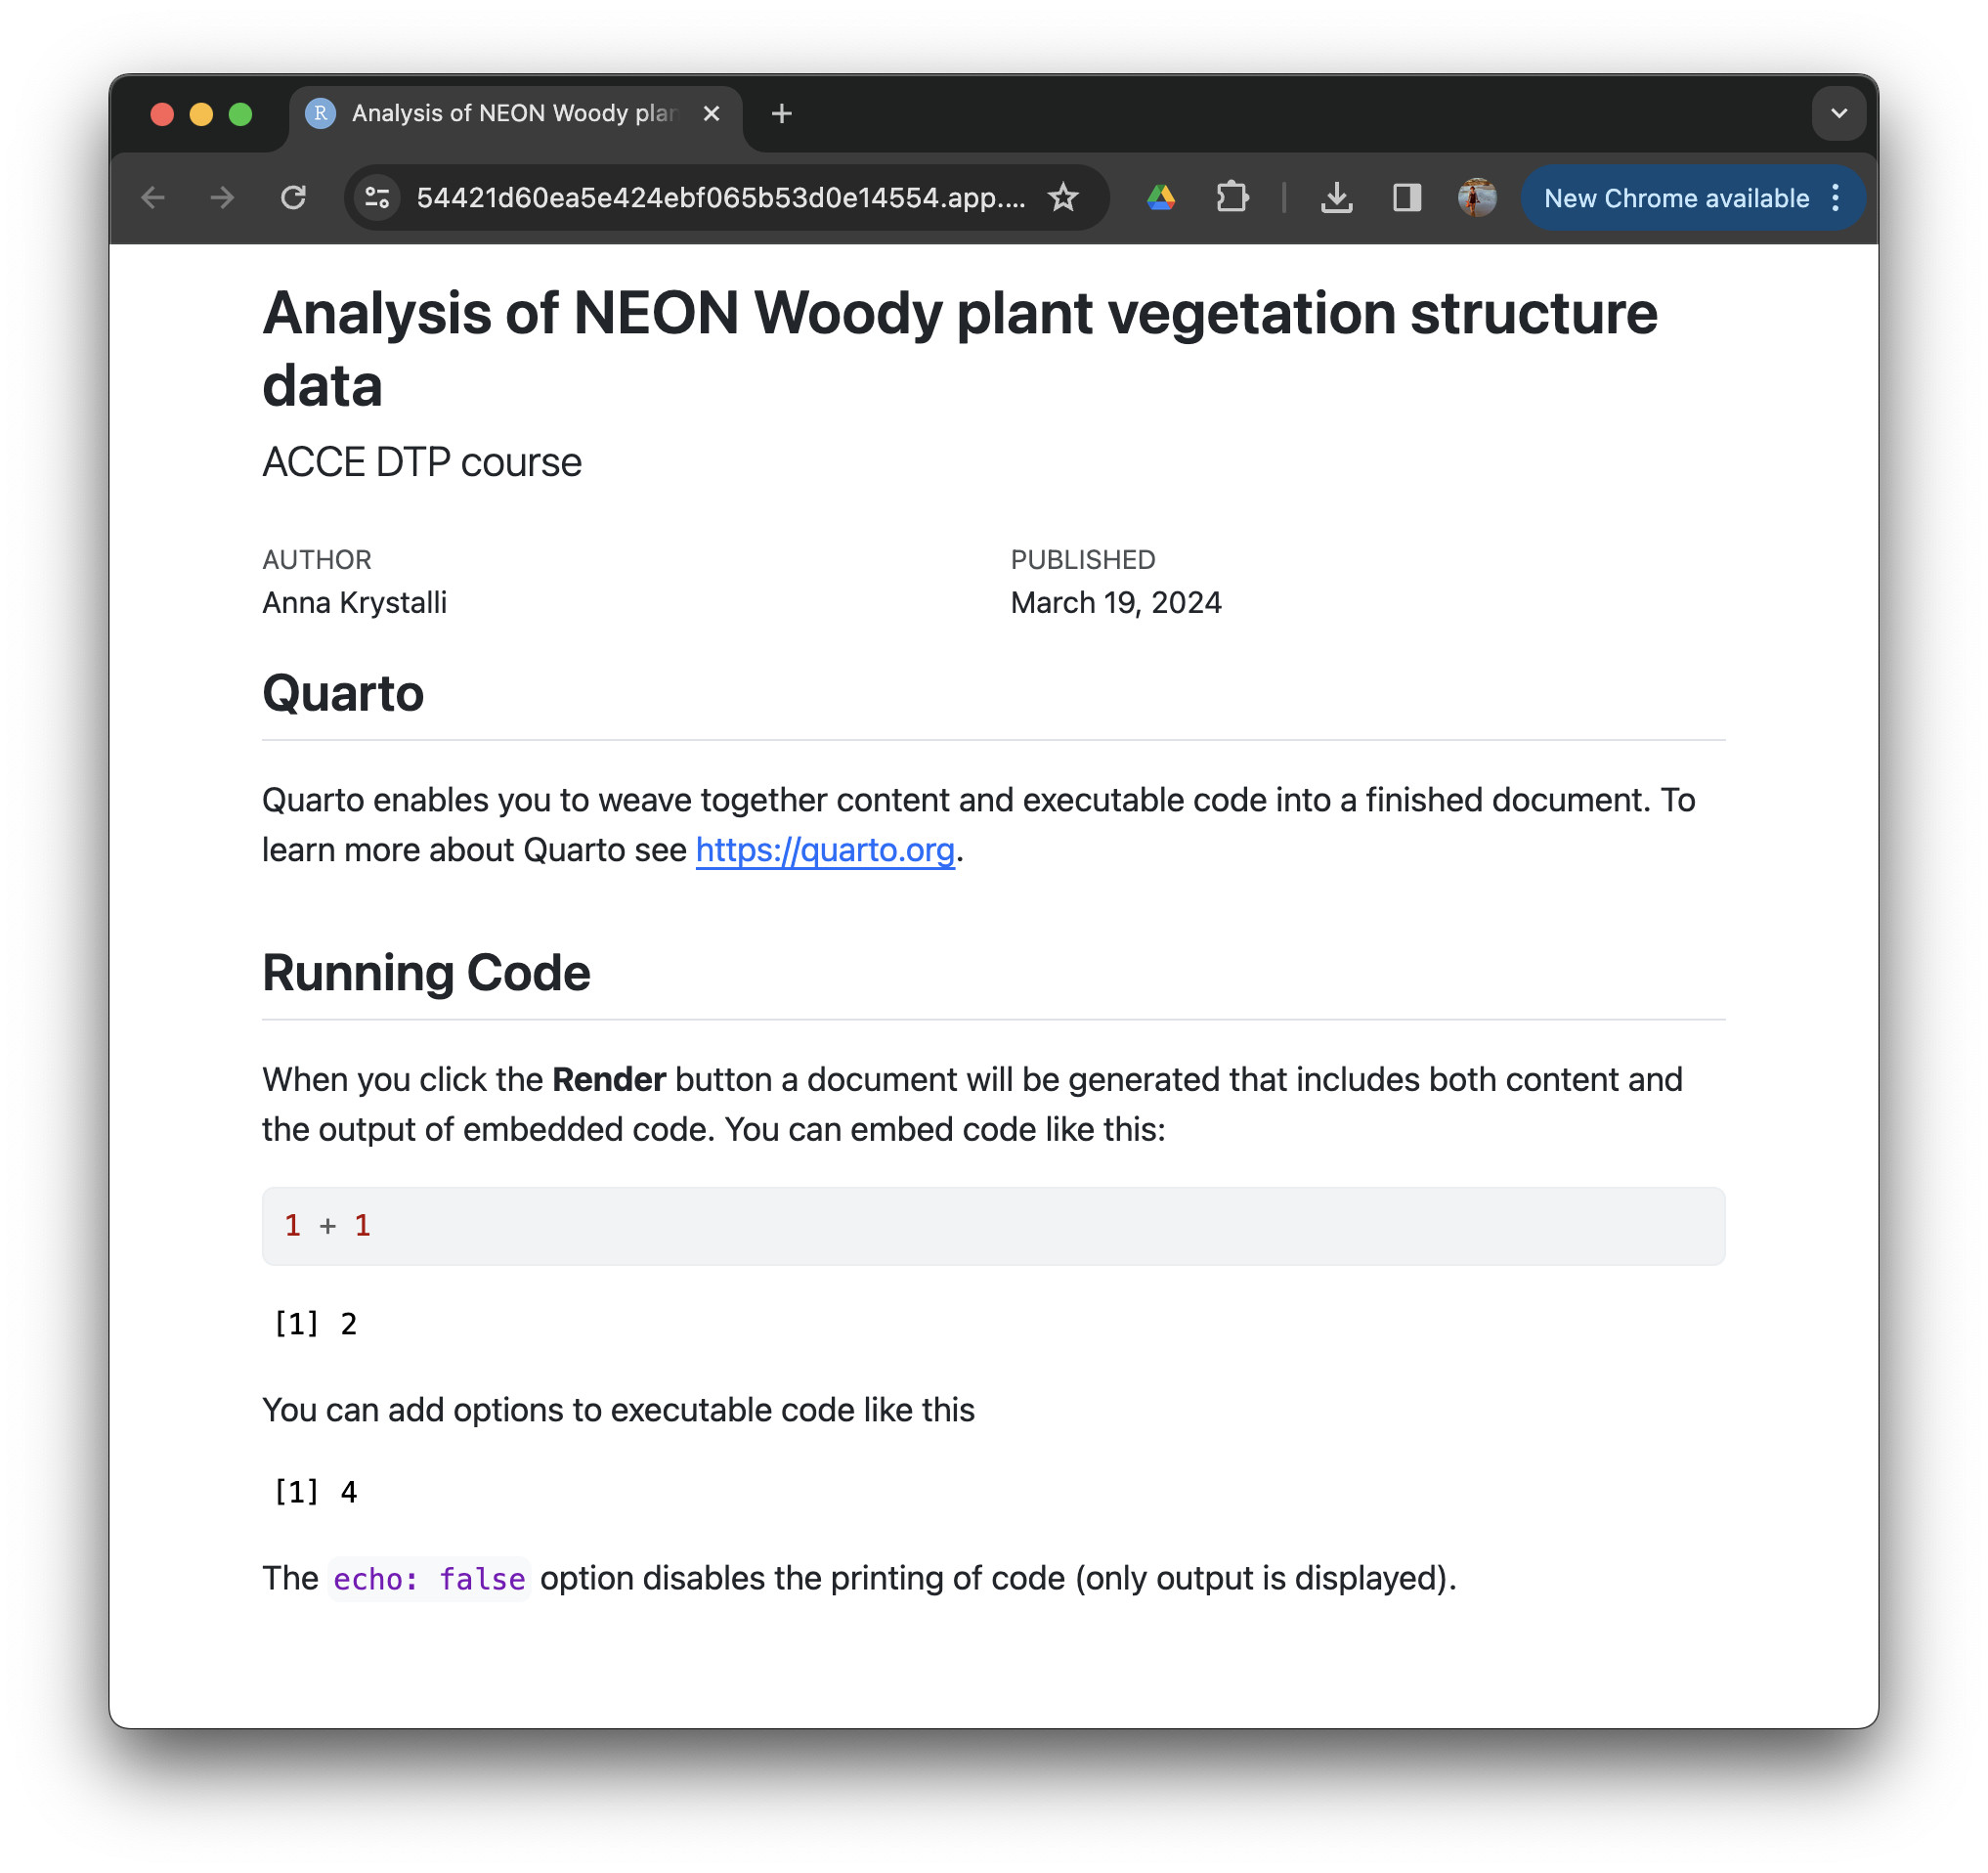 R Analysis of NEON Woody plan
54421d60ea5e424ebf065b53d0e14554.app....
New Chrome available
Analysis of NEON Woody plant vegetation structure
data
ACCE DTP course
AUTHOR
PUBLISHED
Anna Krystalli
March 19, 2024
Quarto
Quarto enables you to weave together content and executable code into a finished document. To
learn more about Quarto see https://quarto.org.
Running Code
When you click the Render button a document will be generated that includes both content and
the output of embedded code. You can embed code like this:
1 + 1
[1] 2
You can add options to executable code like this
[1] 4
The echo: false option disables the printing of code (only output is displayed).